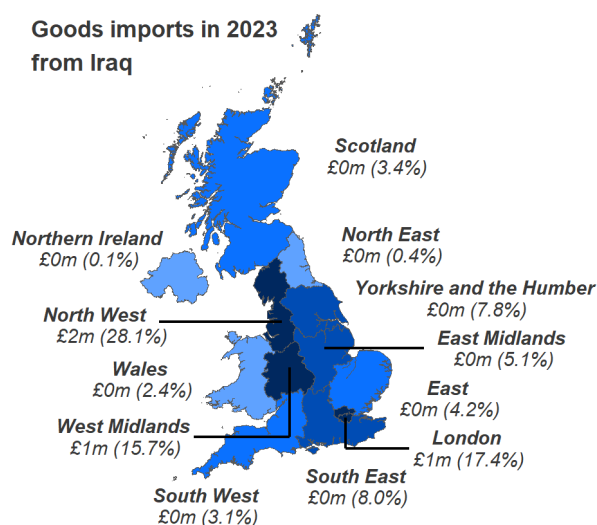 Goods imports in 2023
from Iraq
Scotland
£0m (3.4%)
Northern Ireland
£0m (0.1%)
North East
£0m (0.4%)
Yorkshire and the Humber
£0m (7.8%)
North West
£2m (28.1%)
East Midlands
£0m (5.1%)
Wales
£0m (2.4%)
East
£0m (4.2%)
West Midlands
£1m (15.7%)
London
£1m (17.4%)
South East
£0m (8.0%)
South West
£0m (3.1%)